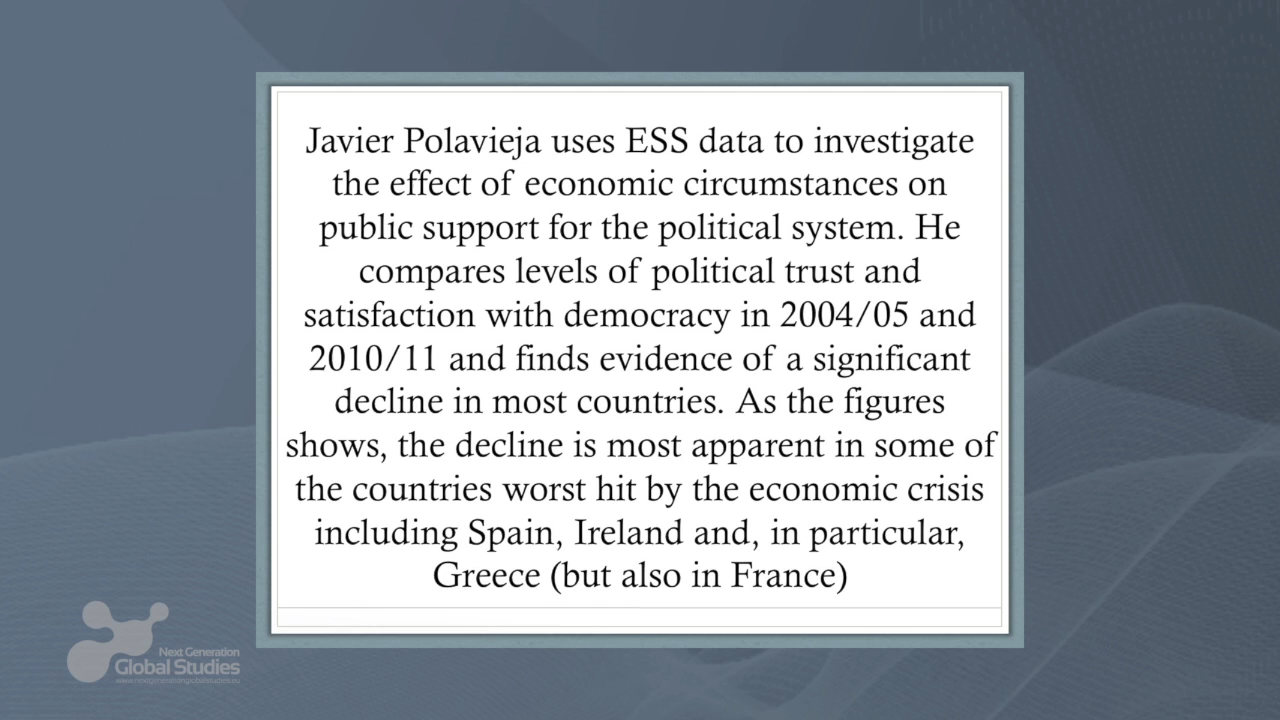 Javier Polavieja uses ESS data to investigate
the effect of economic circumstances on
public support for the political system. He
compares levels of political trust and
satisfaction with democracy in 2004/05 and
2010/11 and finds evidence of a significant
decline in most countries. As the figures
shows, the decline is most apparent in some of
the countries worst hit by the economic crisis
including Spain, Ireland and, in particular,
Greece (but also in France)
Next Generation
Global Studies
www.nextgenerationglobalstudies.eu